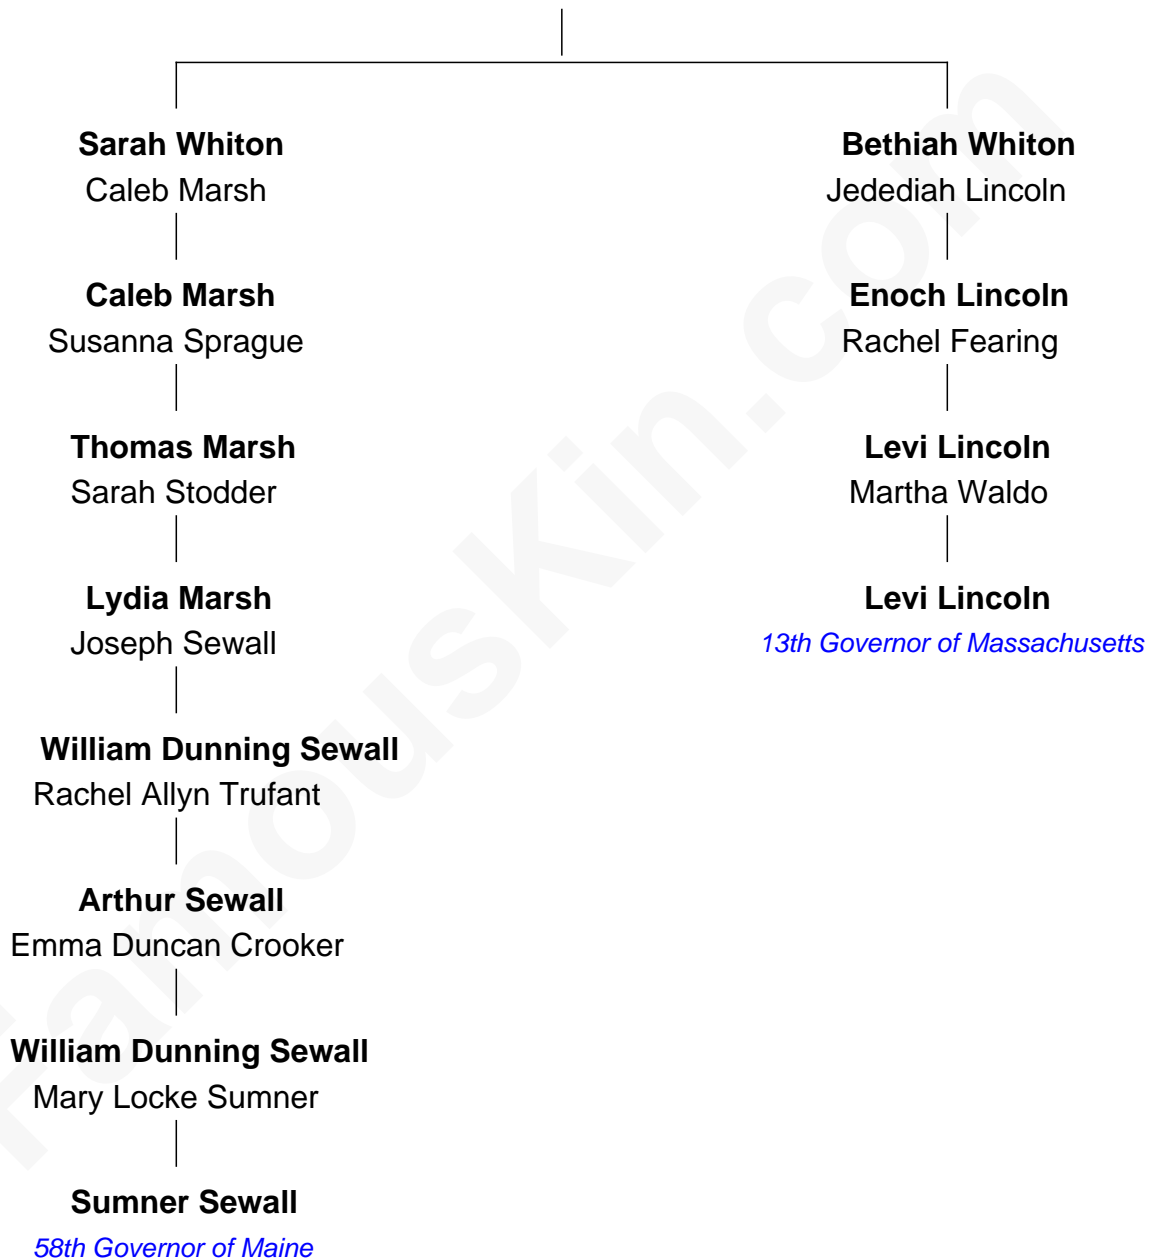 Sarah Whiton
Caleb Marsh
Caleb Marsh
Susanna Sprague
Thomas Marsh
Sarah Stodder
Lydia Marsh
Joseph Sewall
William Dunning Sewall
Rachel Allyn Trufant
Arthur Sewall
Emma Duncan Crooker
William Dunning Sewall
Mary Locke Sumner
Sumner Sewall
58th Governor of Maine
Bethiah Whiton
Jedediah Lincoln
Enoch Lincoln
Rachel Fearing
Levi Lincoln
Martha Waldo
Levi Lincoln
13th Governor of Massachusetts
FamousKin.com